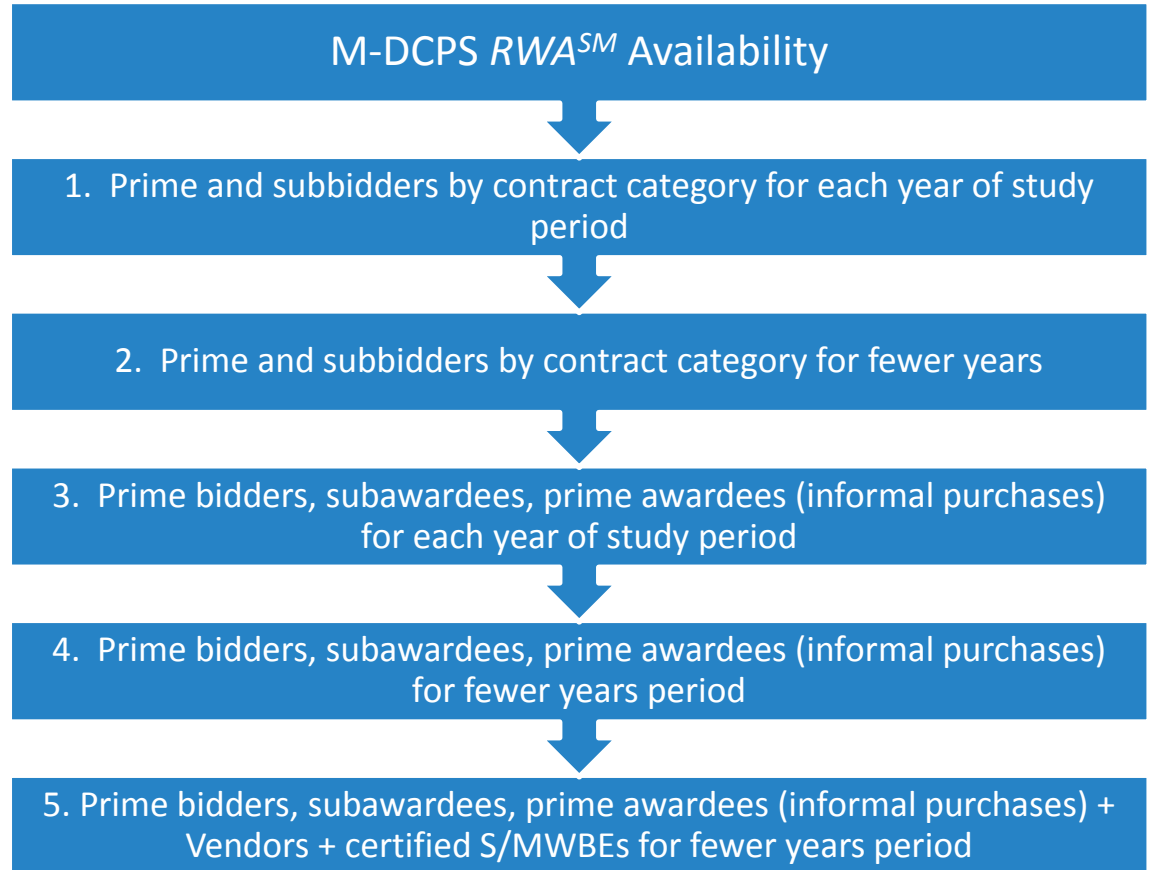 M-DCPS RWA^SM Availability
1. Prime and subbidders by contract category for each year of study
period
2. Prime and subbidders by contract category for fewer years
3. Prime bidders, subawardees, prime awardees (informal purchases)
for each year of study period
4. Prime bidders, subawardees, prime awardees (informal purchases)
for fewer years period
5. Prime bidders, subawardees, prime awardees (informal purchases) +
Vendors + certified S/MWBEs for fewer years period